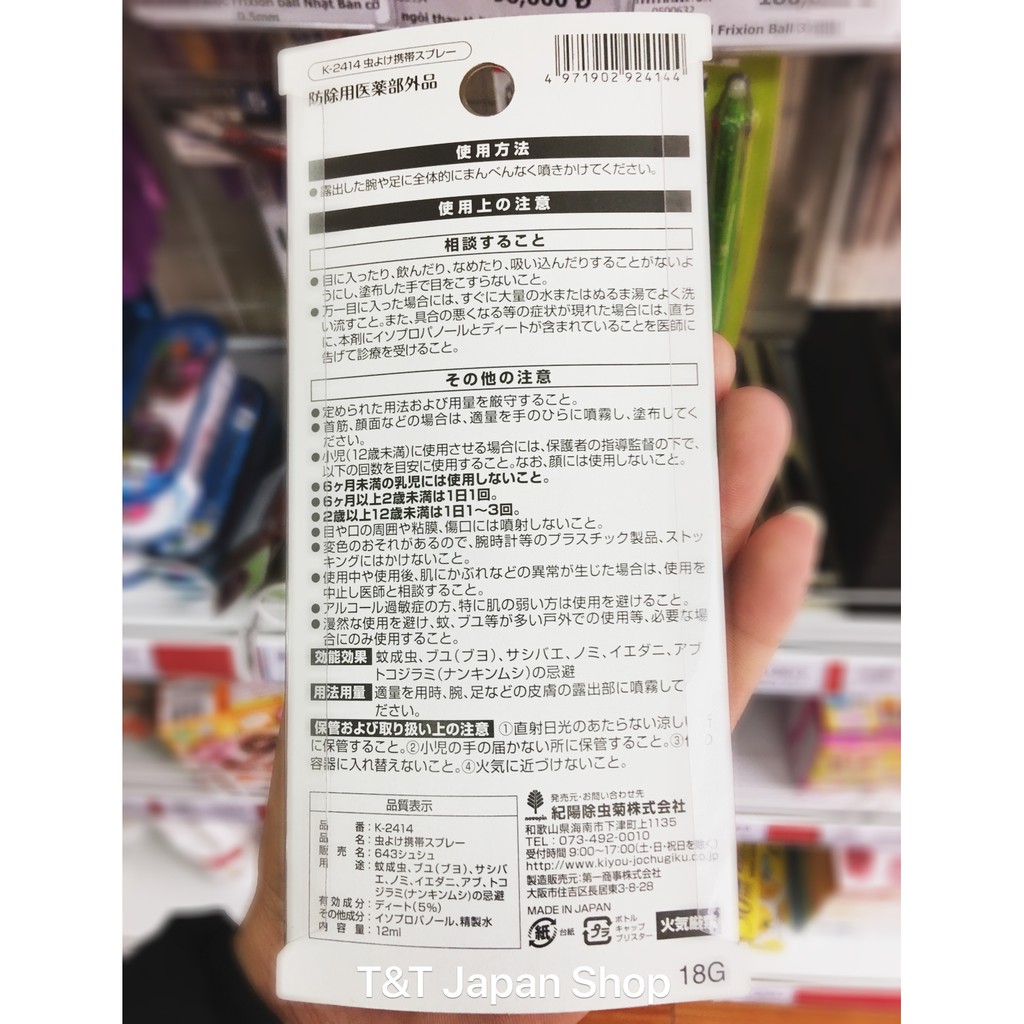 Frixion ball Nhật Bản có
0.5mm
ngòi thay
0500632
Frixion Ball
K-2414 虫よけ携帯スプレー
防除用医薬部外品
4 971902 924144
使用方法
●露出した腕や足に全体的にまんべんなく噴きかけてください。
使用上の注意
相談すること
●目に入ったり、飲んだり、なめたり、吸い込んだりすることがないよ
うにし、塗布した手で目をこすらないこと。
●万一目に入った場合には、すぐに大量の水またはぬるま湯でよく洗
い流すこと。また、具合の悪くなる等の症状が現れた場合には、直ち
に、本剤にイソプロパノールとディートが含まれていることを医師に
告げて診療を受けること。
その他の注意
●定められた用法および用量を厳守すること。
●首筋、顔面などの場合は、適量を手のひらに噴霧し、塗布してく
ださい。
●小児(12歳未満)に使用させる場合には、保護者の指導監督の下で、
以下の回数を目安に使用すること。なお、顔には使用しないこと。
●6ヶ月未満の乳児には使用しないこと。
●6ヶ月以上2歳未満は1日1回。
●2歳以上12歳未満は1日1〜3回。
●目や口の周囲や粘膜、傷口には噴射しないこと。
●変色のおそれがあるので、腕時計等のプラスチック製品、ストッ
キングにはかけないこと。
●使用中や使用後、肌にかぶれなどの異常が生じた場合は、使用を
中止し医師と相談すること。
●アルコール過敏症の方、特に肌の弱い方は使用を避けること。
●漫然な使用を避け、蚊、ブユ等が多い戸外での使用等、必要な場
合にのみ使用すること。
効能効果 蚊成虫、ブユ(ブヨ)、サシバエ、ノミ、イエダニ、アブ
トコジラミ(ナンキンムシ)の忌避
用法用量 適量を用時、腕、足などの皮膚の露出部に噴霧して
ださい。
保管および取り扱い上の注意 ①直射日光のあたらない涼しい
に保管すること。②小児の手の届かない所に保管すること。③
容器に入れ替えないこと。④火気に近づけないこと。
品質表示
品番:K-2414
品名:虫よけ携帯スプレー
販売名:643シュシュ
用途:蚊成虫、ブユ(ブヨ)、サシバ
エ、ノミ、イエダニ、アブ、トコ
ジラミ(ナンキンムシ)の忌避
有効成分:ディート(5%)
その他成分:イソプロパノール、精製水
内容量:12ml
発売元・お問い合わせ先
novopin 紀陽除虫菊株式会社
和歌山県海南市下津町上1135
TEL:073-492-0010
受付時間 9:00〜17:00(土・日・祝日を除く)
http://www.kiyou-jochugiku.co.jp
製造販売元:第一商事株式会社
大阪市住吉区長居東3-8-28
MADE IN JAPAN
紙 台紙 プラ ボトル
キャップ
ブリスター
火気厳禁
18G
T&T Japan Shop